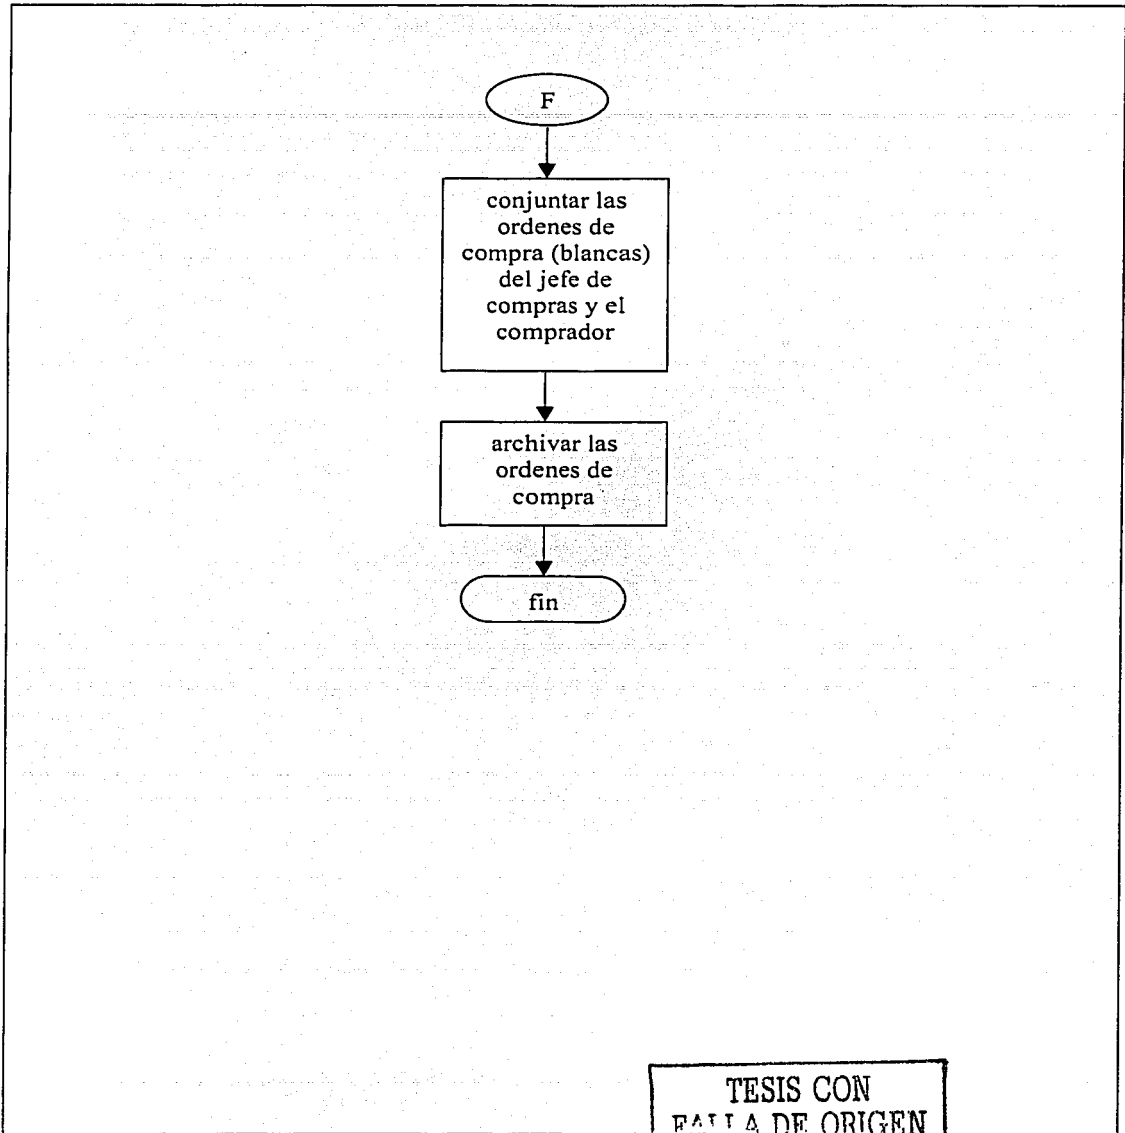 F
conjuntar las
ordenes de
compra (blancas)
del jefe de
compras y el
comprador
archivar las
ordenes de
compra
fin
TESIS CON
FALLA DE ORIGEN